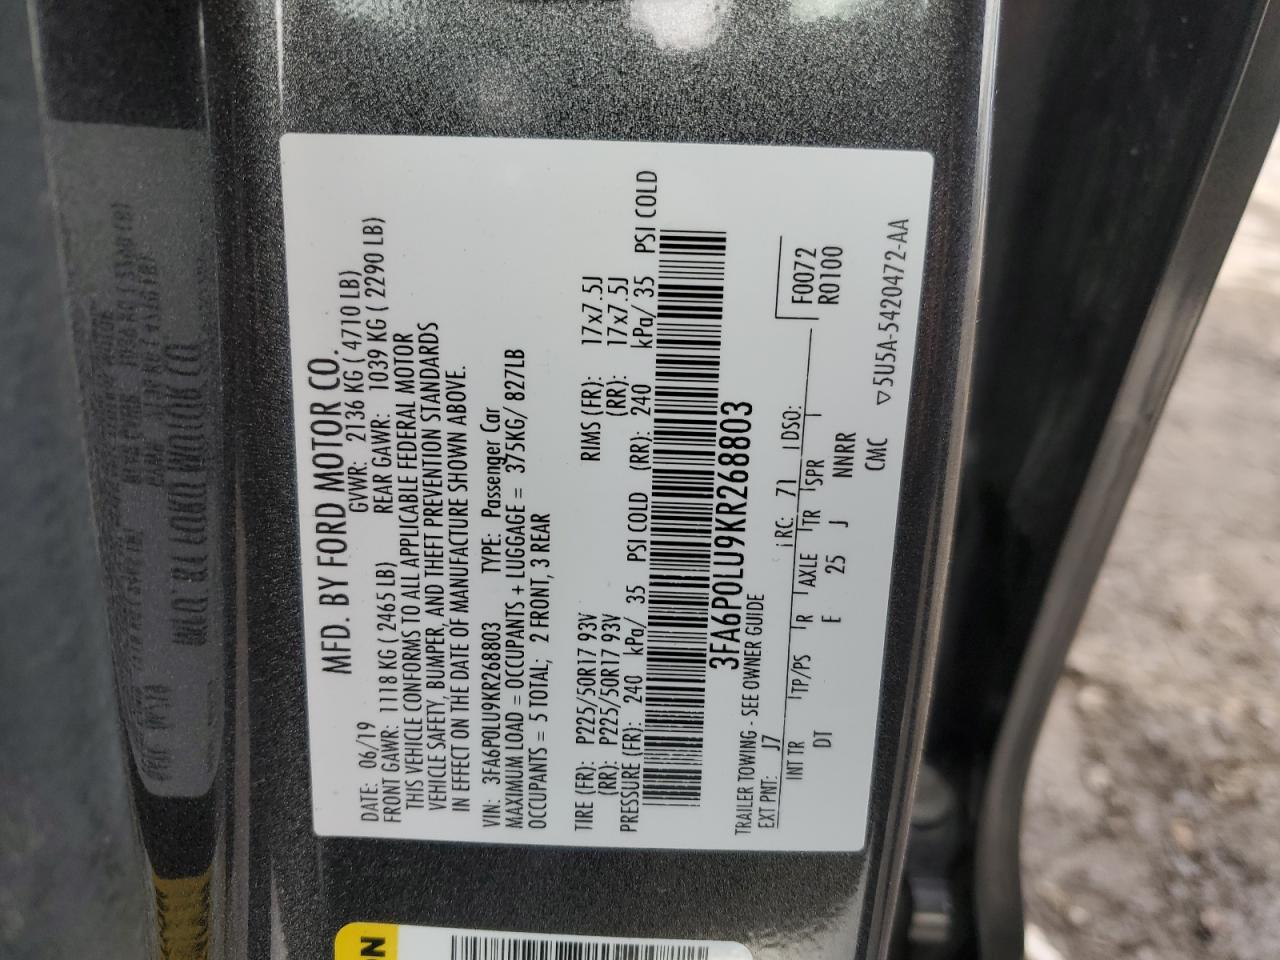 MFD. BY FORD MOTOR CO.
DATE: 06/19 GVWR: 2136 KG ( 4710 LB)
FRONT GAWR: 1118 KG ( 2465 LB) REAR GAWR: 1039 KG ( 2290 LB)
THIS VEHICLE CONFORMS TO ALL APPLICABLE FEDERAL MOTOR
VEHICLE SAFETY, BUMPER, AND THEFT PREVENTION STANDARDS
IN EFFECT ON THE DATE OF MANUFACTURE SHOWN ABOVE.
VIN: 3FA6P0LU9KR268803 TYPE: Passenger Car
MAXIMUM LOAD = OCCUPANTS + LUGGAGE = 375KG/ 827LB
OCCUPANTS = 5 TOTAL; 2 FRONT, 3 REAR
TIRE (FR): P225/50R17 93V RIMS (FR): 17x7.5J
(RR): P225/50R17 93V (RR): 17x7.5J
PRESSURE (FR): 240 kPa/ 35 PSI COLD (RR): 240 kPa/ 35 PSI COLD
3FA6P0LU9KR268803
TRAILER TOWING - SEE OWNER GUIDE
EXT PNT: J7 RC: 71 DSO: F0072
R0100
INT TR TP/PS R AXLE TR SPR
DT E 25 J NNRR
CMC ▽5U5A-5420472-AA